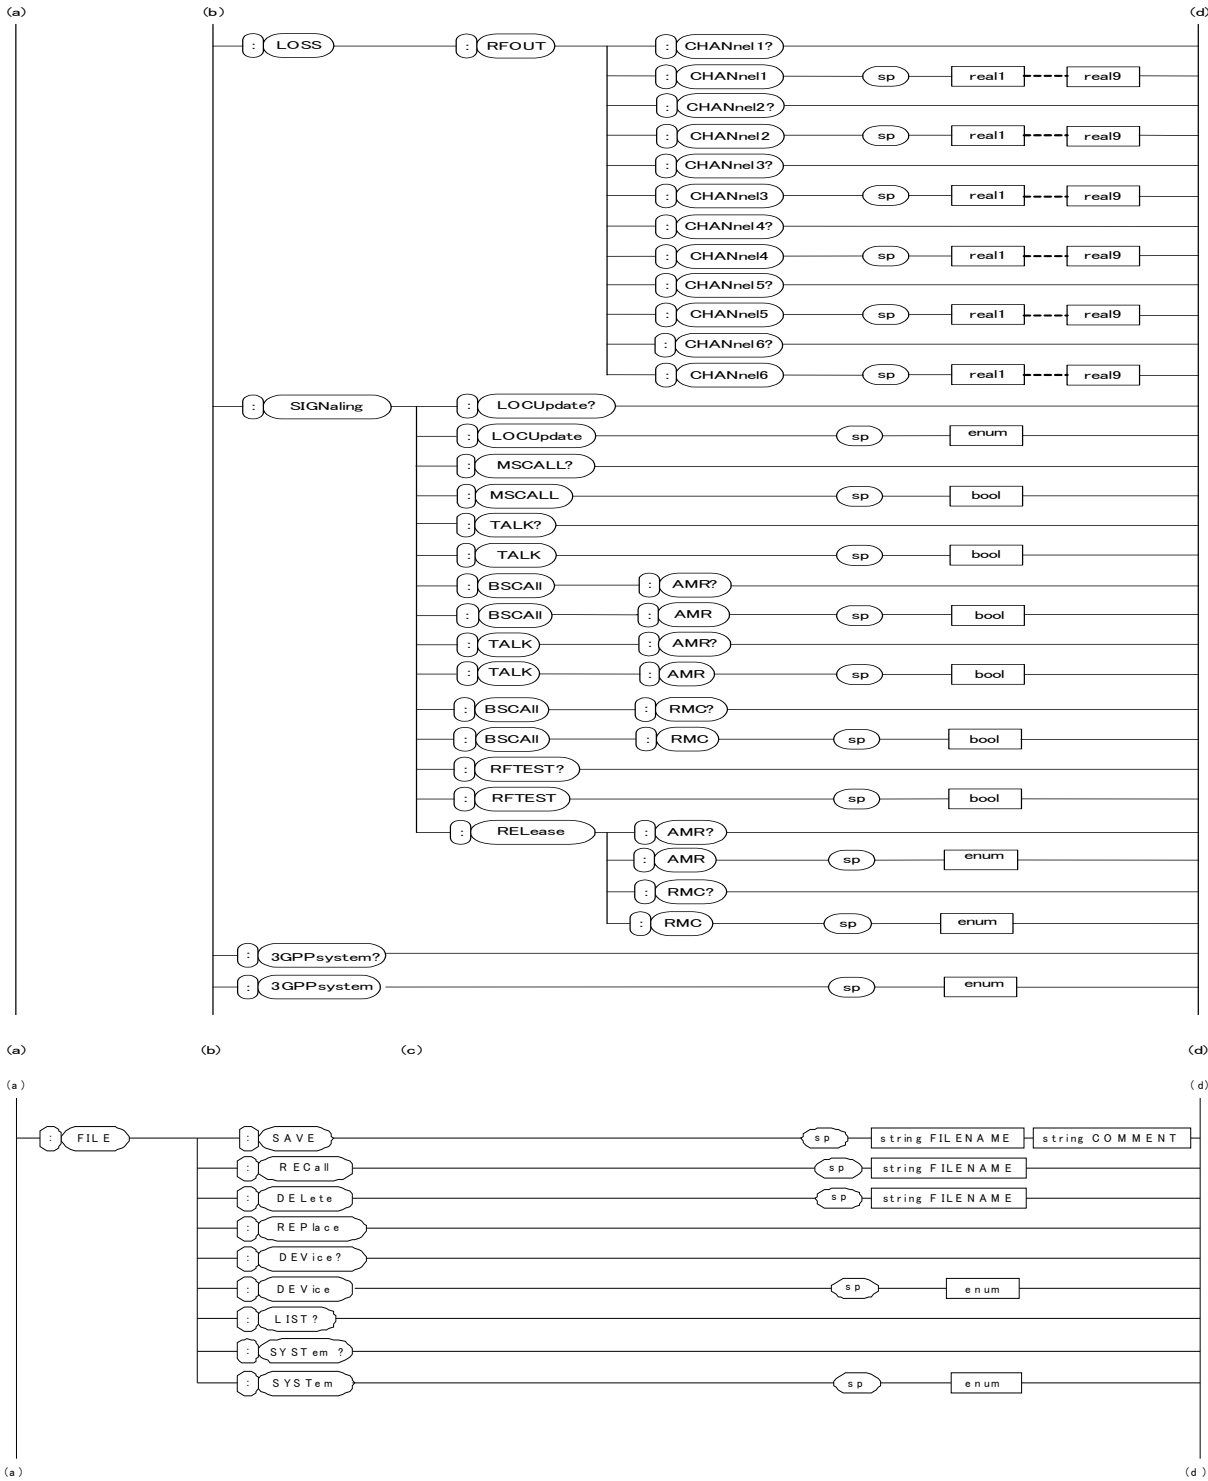 (a) (b) (d)
: LOSS : RFOUT : CHANnel1?
: CHANnel1 sp real1 real9
: CHANnel2?
: CHANnel2 sp real1 real9
: CHANnel3?
: CHANnel3 sp real1 real9
: CHANnel4?
: CHANnel4 sp real1 real9
: CHANnel5?
: CHANnel5 sp real1 real9
: CHANnel6?
: CHANnel6 sp real1 real9
: SIGNaling : LOCUpdate?
: LOCUpdate sp enum
: MSCALL?
: MSCALL sp bool
: TALK?
: TALK sp bool
: BSCAll : AMR?
: BSCAll : AMR sp bool
: TALK : AMR?
: TALK : AMR sp bool
: BSCAll : RMC?
: BSCAll : RMC sp bool
: RFTEST?
: RFTEST sp bool
: RELease : AMR?
: AMR sp enum
: RMC?
: RMC sp enum
: 3GPPsystem?
: 3GPPsystem sp enum
(a) (b) (c) (d)
(a) (d)
: FILE : SAVE sp string FILENAME string COMMENT
: RECall sp string FILENAME
: DELete sp string FILENAME
: REPlace
: DEVice?
: DEVice sp enum
: LIST?
: SYSTem ?
: SYSTem sp enum
(a) (d)